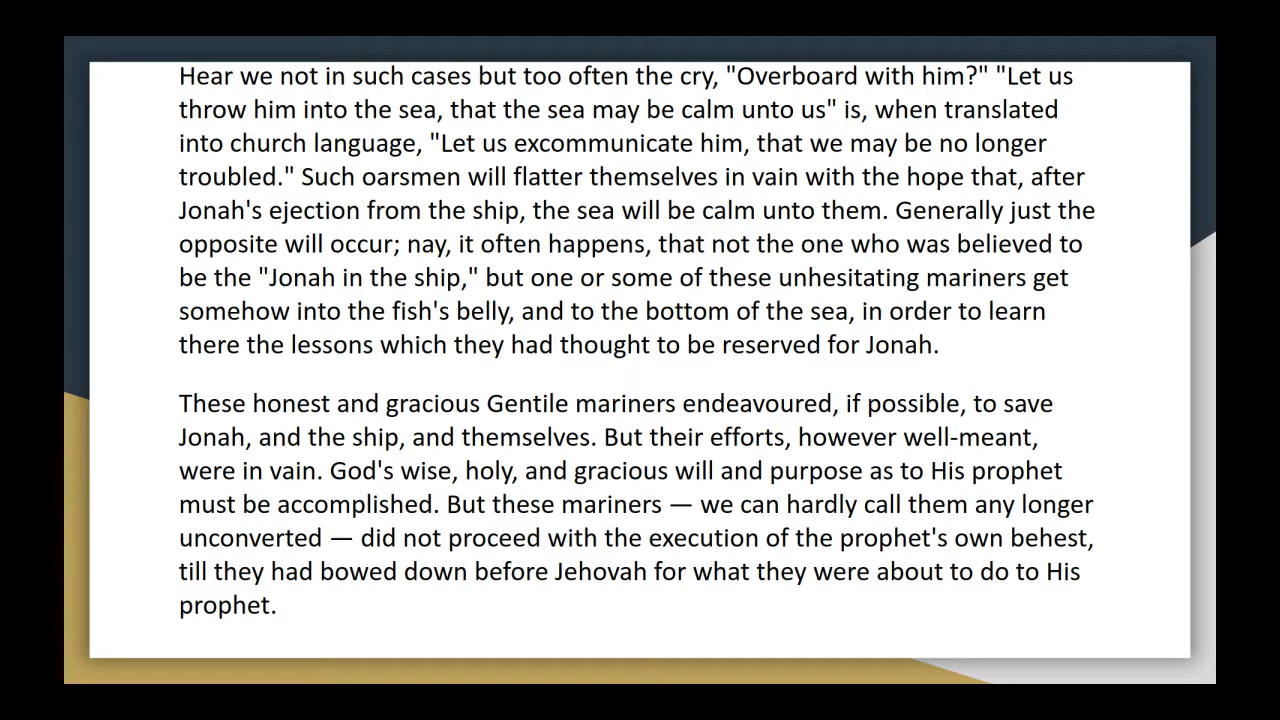 Hear we not in such cases but too often the cry, "Overboard with him?" "Let us
throw him into the sea, that the sea may be calm unto us" is, when translated
into church language, "Let us excommunicate him, that we may be no longer
troubled." Such oarsmen will flatter themselves in vain with the hope that, after
Jonah's ejection from the ship, the sea will be calm unto them. Generally just the
opposite will occur; nay, it often happens, that not the one who was believed to
be the "Jonah in the ship," but one or some of these unhesitating mariners get
somehow into the fish's belly, and to the bottom of the sea, in order to learn
there the lessons which they had thought to be reserved for Jonah.
These honest and gracious Gentile mariners endeavoured, if possible, to save
Jonah, and the ship, and themselves. But their efforts, however well-meant,
were in vain. God's wise, holy, and gracious will and purpose as to His prophet
must be accomplished. But these mariners — we can hardly call them any longer
unconverted — did not proceed with the execution of the prophet's own behest,
till they had bowed down before Jehovah for what they were about to do to His
prophet.